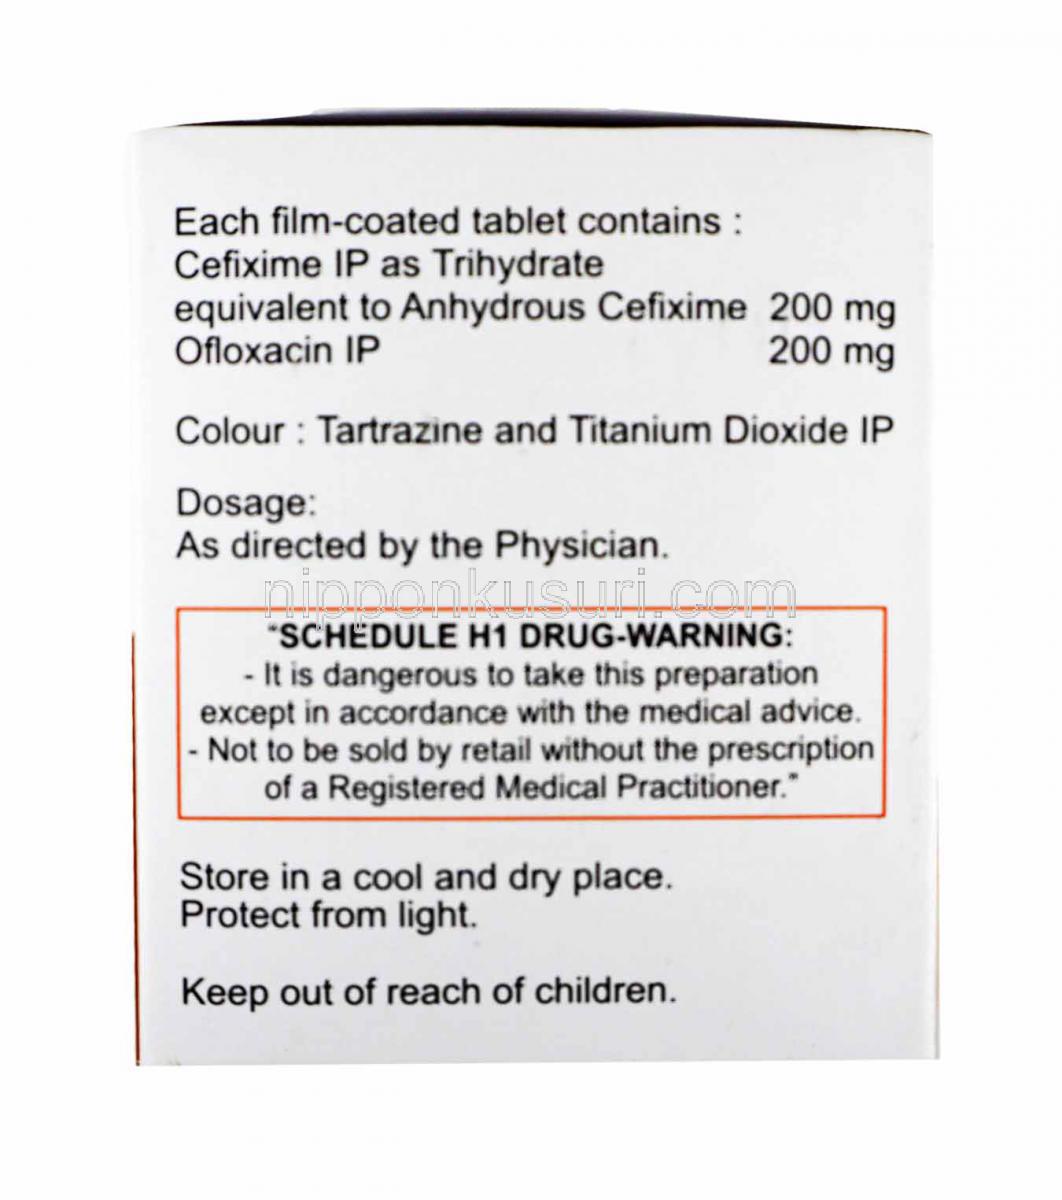 Each film-coated tablet contains :
Cefixime IP as Trihydrate
equivalent to Anhydrous Cefixime 200 mg
Ofloxacin IP 200 mg
Colour : Tartrazine and Titanium Dioxide IP
Dosage:
As directed by the Physician.
nipponkusuri.com
"SCHEDULE H1 DRUG-WARNING:
- It is dangerous to take this preparation
except in accordance with the medical advice.
- Not to be sold by retail without the prescription
of a Registered Medical Practitioner."
Store in a cool and dry place.
Protect from light.
Keep out of reach of children.